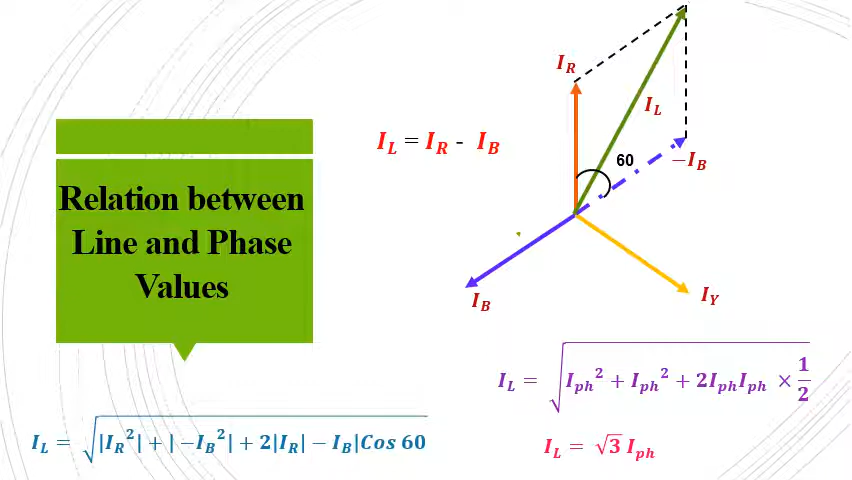 Relation between
Line and Phase
Values
I_L = I_R - I_B
I_R
I_L
60
−I_B
I_B
I_Y
I_L = √(|I_R²| + |−I_B²| + 2|I_R| − I_B|Cos 60
I_L = √(I_ph² + I_ph² + 2I_ph I_ph × 1/2)
I_L = √3 I_ph